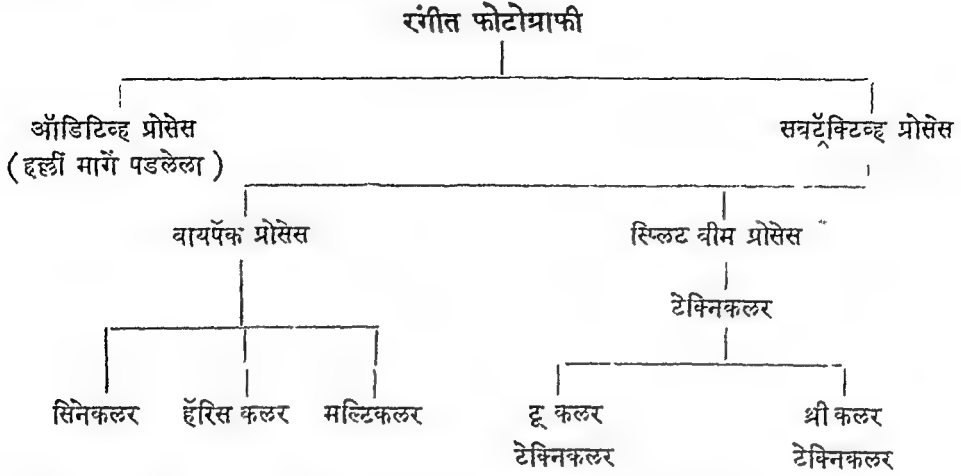 रंगीत फोटोग्राफी
ऑडिटिव्ह प्रोसेस
सबट्रॅक्टिव्ह प्रोसेस
(हल्लीं मागें पडलेला)
बायपॅक प्रोसेस
स्प्लिट बीम प्रोसेस
टेक्निकलर
सिनेकलर हॅरिस कलर मल्टिकलर
टू कलर
टेक्निकलर
थ्री कलर
टेक्निकलर